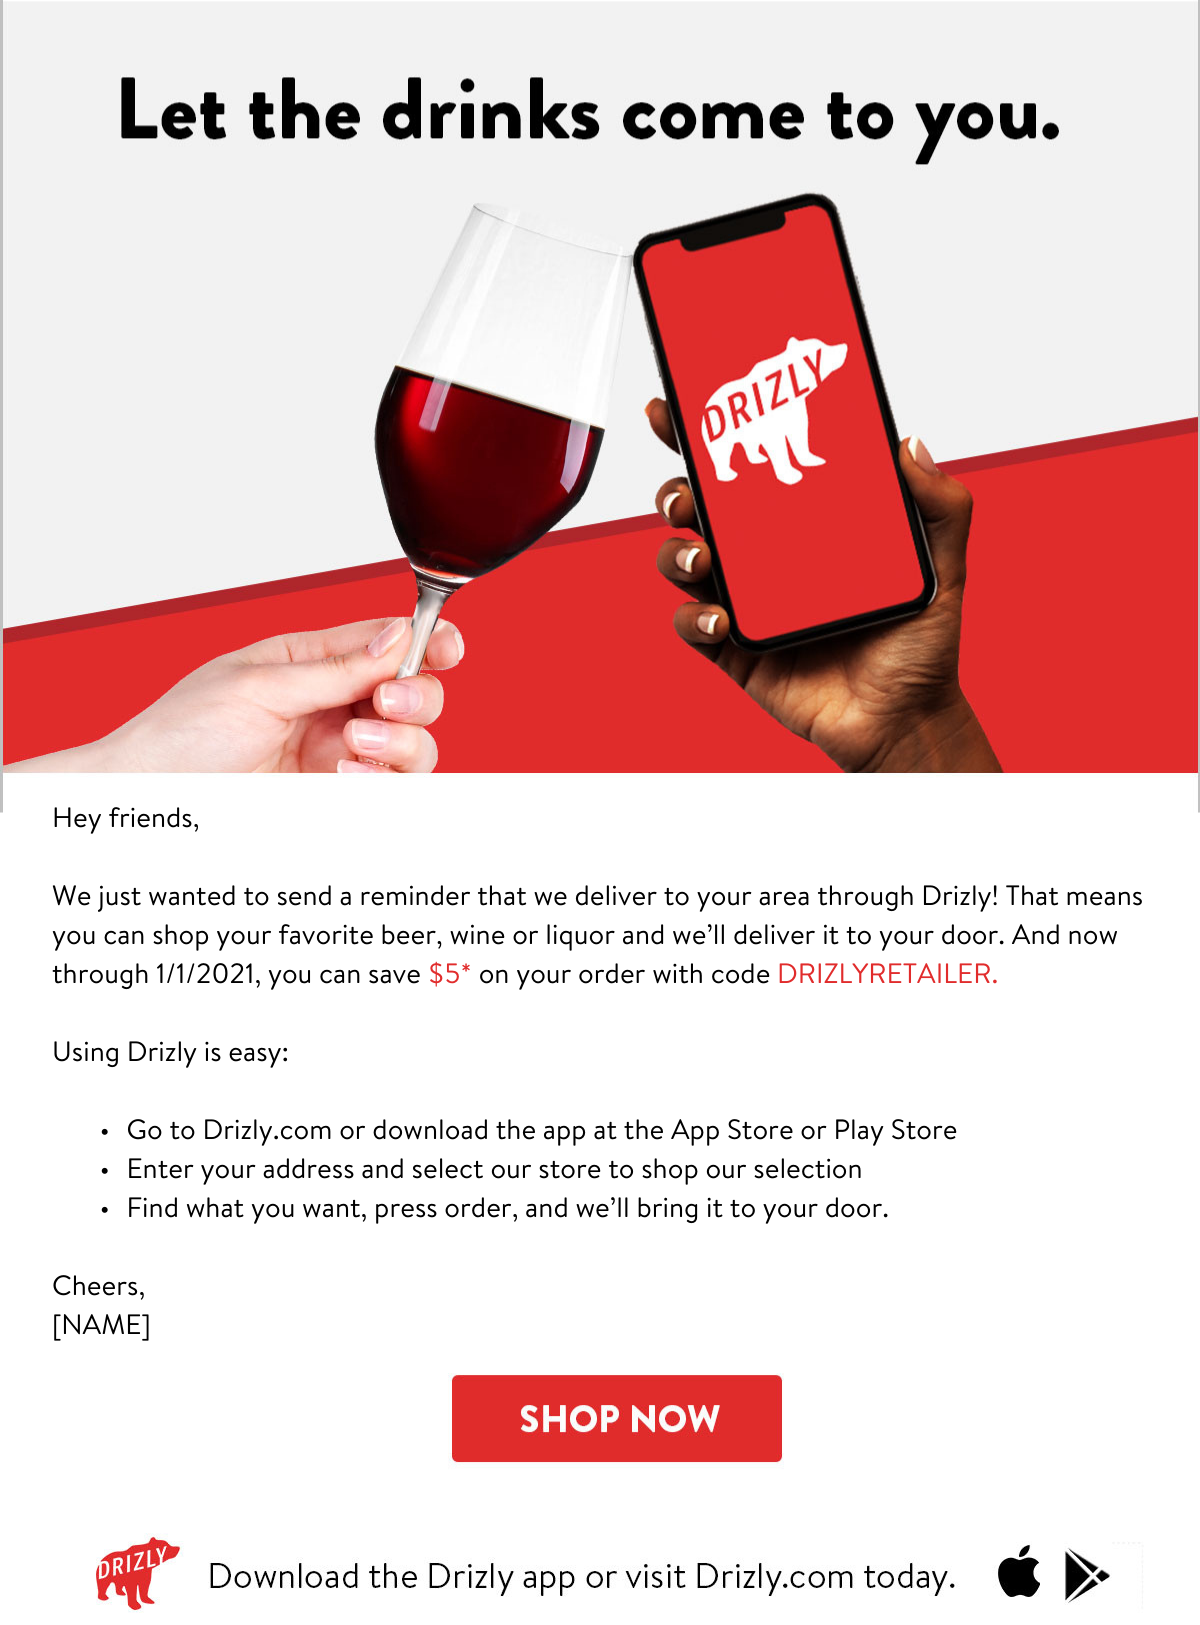 Let the drinks come to you.
DRIZLY
Hey friends,
We just wanted to send a reminder that we deliver to your area through Drizly! That means
you can shop your favorite beer, wine or liquor and we’ll deliver it to your door. And now
through 1/1/2021, you can save $5* on your order with code DRIZLYRETAILER.
Using Drizly is easy:
• Go to Drizly.com or download the app at the App Store or Play Store
• Enter your address and select our store to shop our selection
• Find what you want, press order, and we’ll bring it to your door.
Cheers,
[NAME]
SHOP NOW
DRIZLY
Download the Drizly app or visit Drizly.com today.